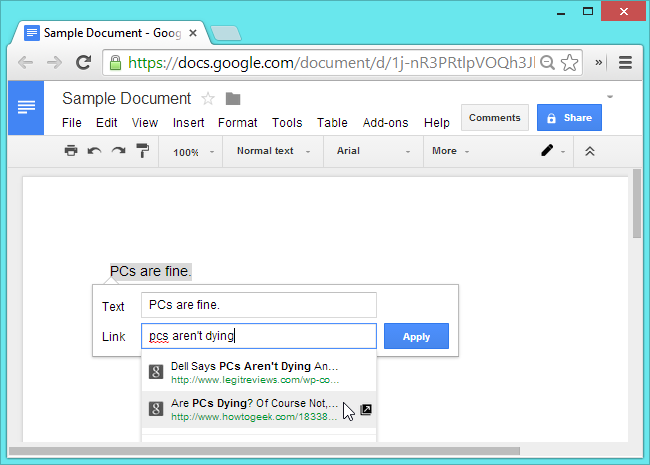 Sample Document - Goog
https://docs.google.com/document/d/1j-nR3PRtlpVOQh3Jl
Sample Document
File Edit View Insert Format Tools Table Add-ons Help Comments Share
100% Normal text Arial More
PCs are fine.
Text PCs are fine.
Link pcs aren't dying Apply
Dell Says PCs Aren't Dying An...
http://www.legitreviews.com/wp-co...
Are PCs Dying? Of Course Not,...
http://www.howtogeek.com/18338...